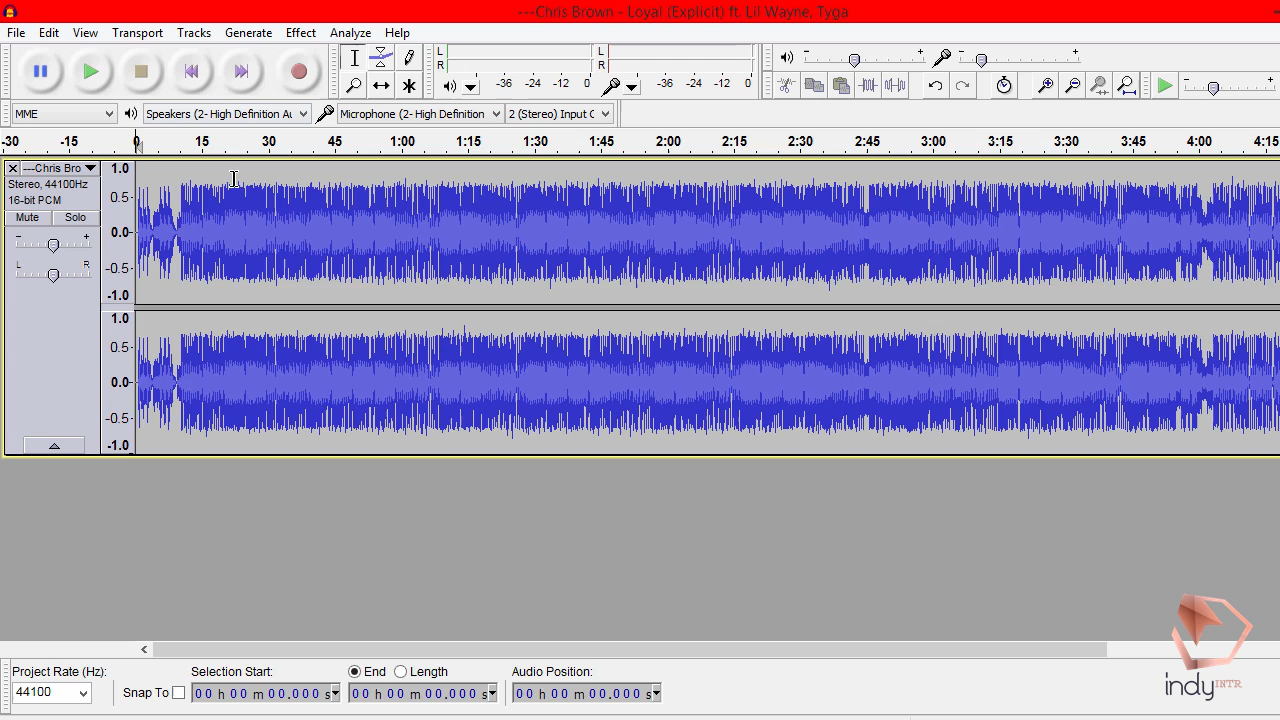 ---Chris Brown - Loyal (Explicit) ft. Lil Wayne, Tyga
File Edit View Transport Tracks Generate Effect Analyze Help
L R L R
-36 -24 -12 0 -36 -24 -12 0
MME Speakers (2- High Definition Au Microphone (2- High Definition 2 (Stereo) Input C
-30 -15 0 15 30 45 1:00 1:15 1:30 1:45 2:00 2:15 2:30 2:45 3:00 3:15 3:30 3:45 4:00 4:15
---Chris Bro 1.0
Stereo, 44100Hz 0.5
16-bit PCM
Mute Solo
- + 0.0
L R -0.5
-1.0
1.0
0.5
0.0
-0.5
-1.0
Project Rate (Hz): Selection Start: End Length Audio Position:
44100 Snap To 00 h 00 m 00.000 s 00 h 00 m 00.000 s 00 h 00 m 00.000 s
indy INTR